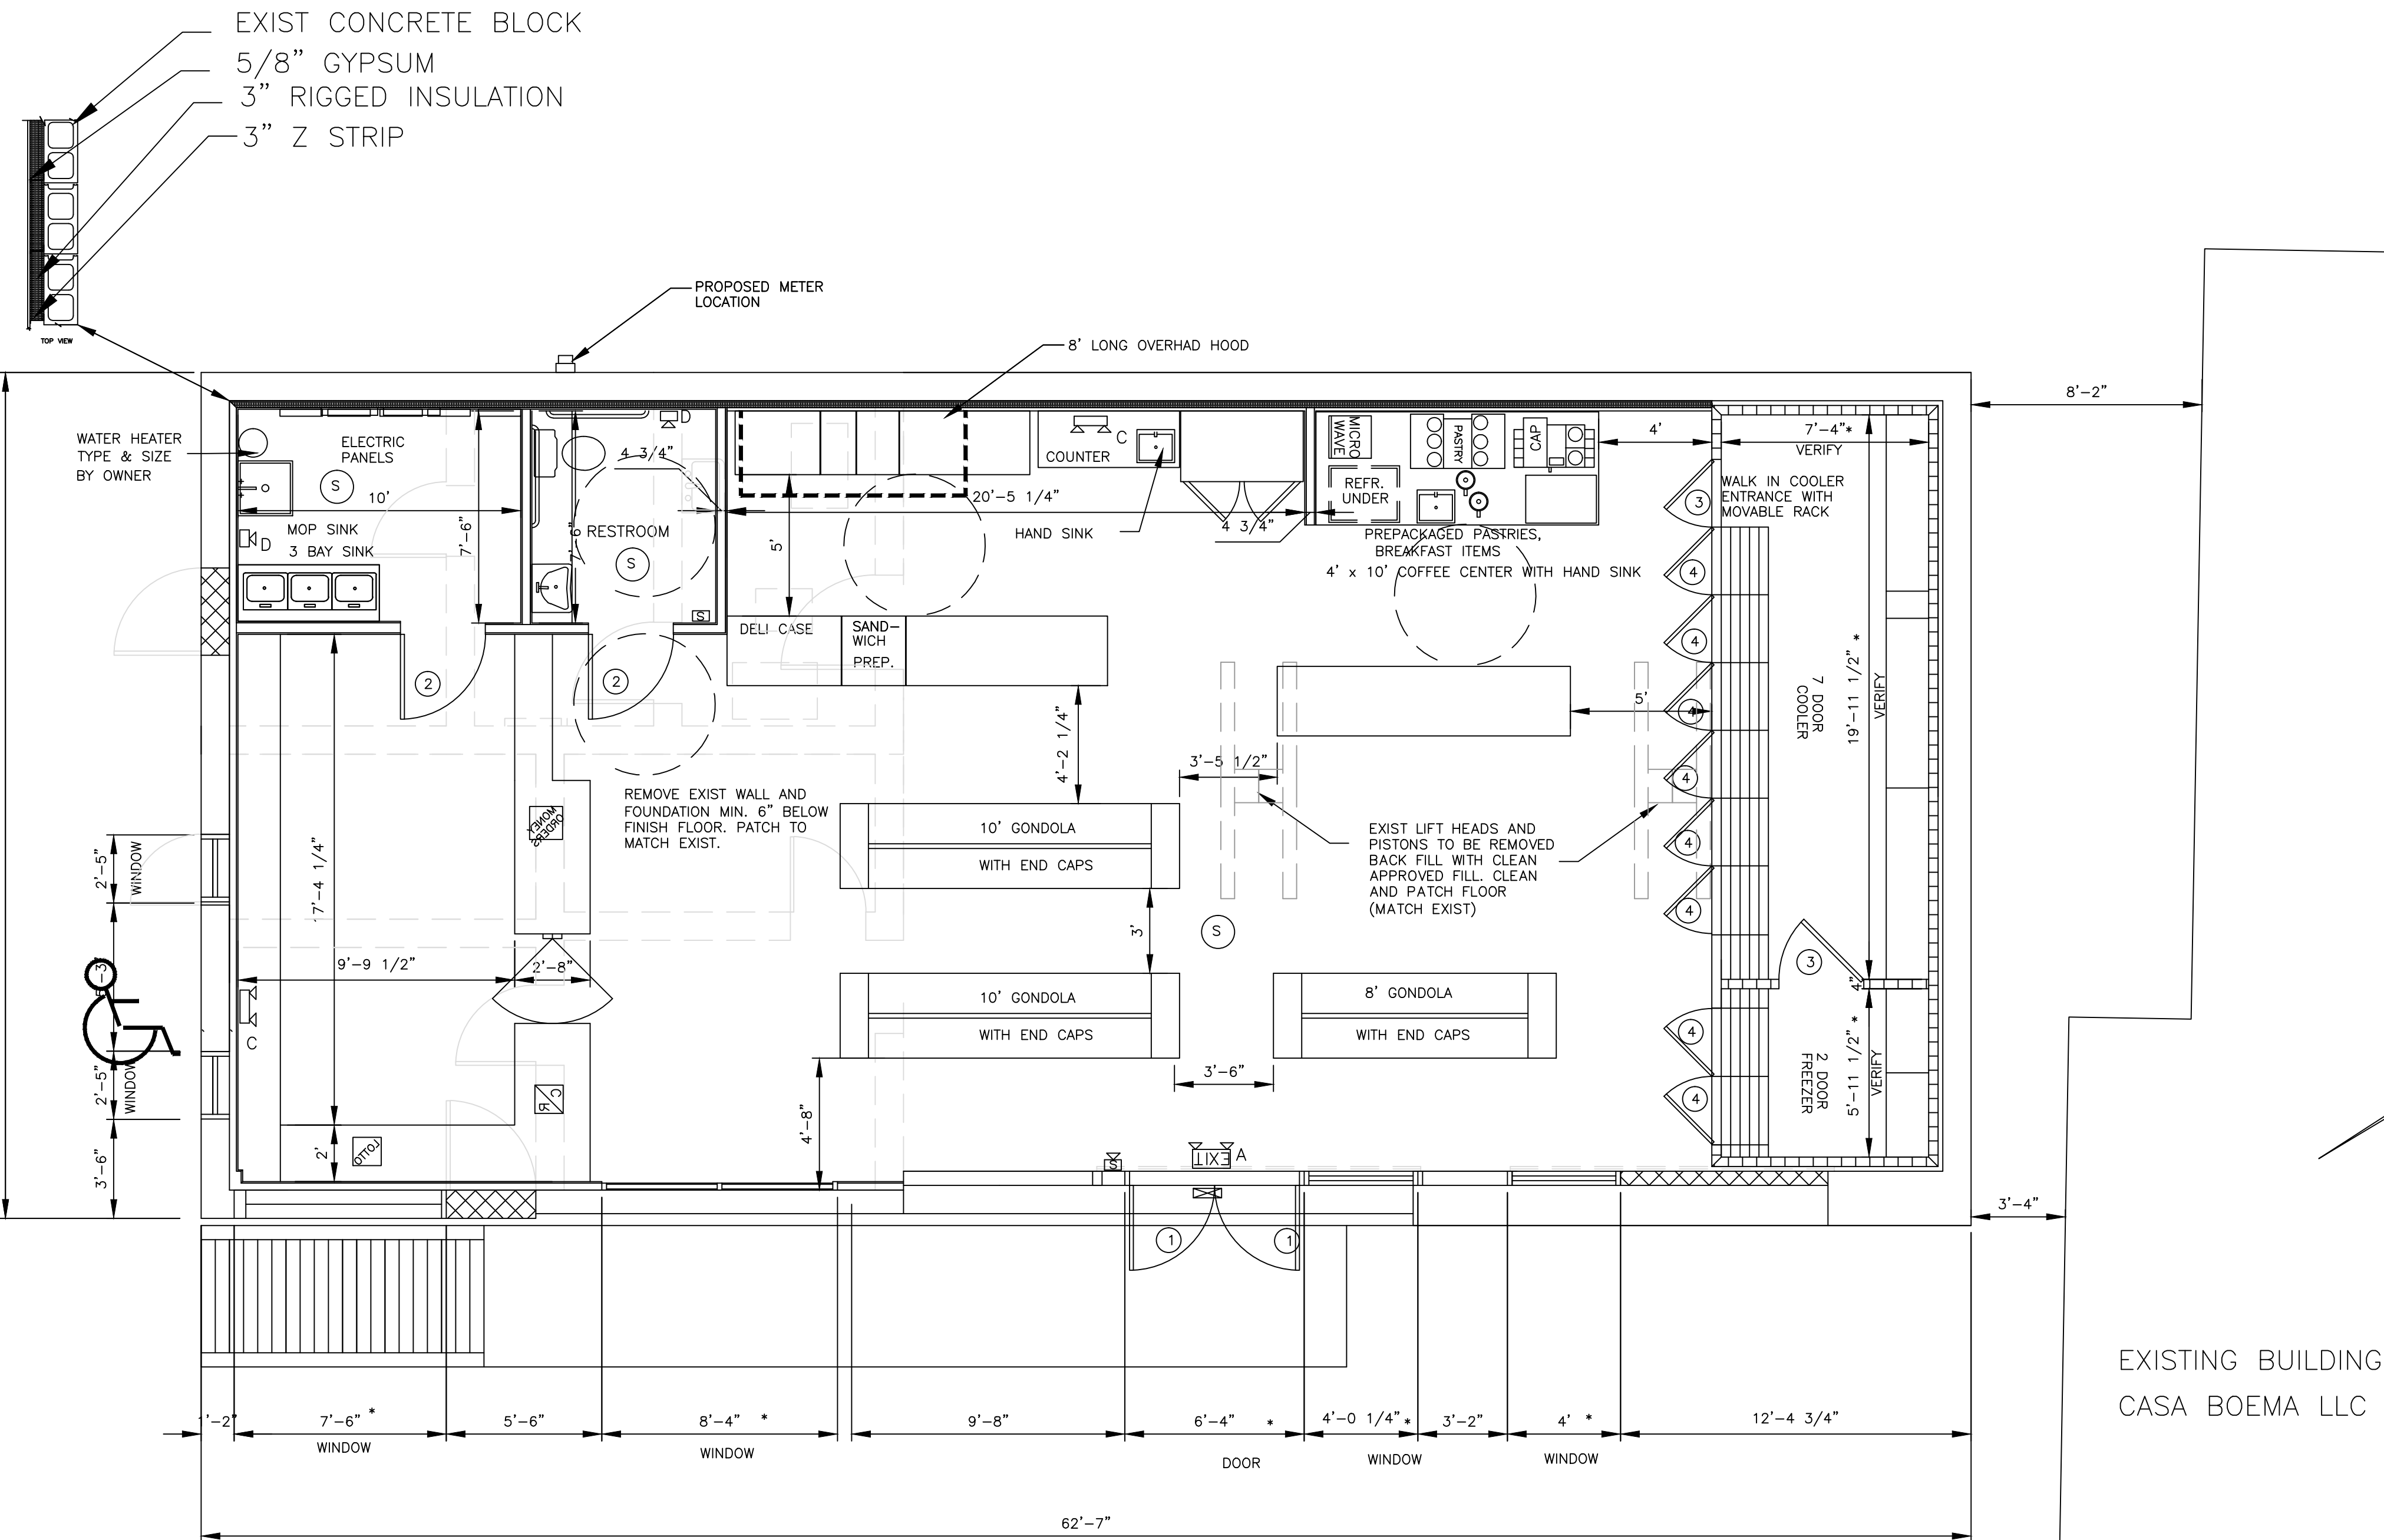 EXIST CONCRETE BLOCK
5/8" GYPSUM
3" RIGGED INSULATION
3" Z STRIP
TOP VIEW
PROPOSED METER
LOCATION
8' LONG OVERHAD HOOD
8'-2"
WATER HEATER
TYPE & SIZE
BY OWNER
ELECTRIC
PANELS
S
10'
MOP SINK
D
3 BAY SINK
7'-6"
D
4 3/4"
7'-6"
RESTROOM
S
S
20'-5 1/4"
5'
COUNTER
C
HAND SINK
4 3/4"
MICRO
WAVE
REFR.
UNDER
PASTRY
CAP
4'
PREPACKAGED PASTRIES,
BREAKFAST ITEMS
4' x 10' COFFEE CENTER WITH HAND SINK
7'-4"*
VERIFY
WALK IN COOLER
ENTRANCE WITH
MOVABLE RACK
3
4
4
4
4
4
4
2
2
DELI CASE
SAND-
WICH
PREP.
5'
7 DOOR
COOLER
19'-11 1/2" *
VERIFY
4'-2 1/4"
3'-5 1/2"
REMOVE EXIST WALL AND
FOUNDATION MIN. 6" BELOW
FINISH FLOOR. PATCH TO
MATCH EXIST.
MONEY
ORDERS
10' GONDOLA
WITH END CAPS
EXIST LIFT HEADS AND
PISTONS TO BE REMOVED
BACK FILL WITH CLEAN
APPROVED FILL. CLEAN
AND PATCH FLOOR
(MATCH EXIST)
2'-5"
WINDOW
7'-4 1/4"
3'
S
9'-9 1/2"
2'-8"
3
4"
10' GONDOLA
WITH END CAPS
8' GONDOLA
WITH END CAPS
C
4
4
2 DOOR
FREEZER
5'-11 1/2" *
VERIFY
2'-5"
WINDOW
3'-6"
3'-6"
4'-8"
C/R
LOTTO
2'
S
EXIT
A
3'-4"
1
1
EXISTING BUILDING
CASA BOEMA LLC
'-2"
7'-6" *
WINDOW
5'-6"
8'-4" *
WINDOW
9'-8"
6'-4" *
DOOR
4'-0 1/4"*
WINDOW
3'-2"
4' *
WINDOW
12'-4 3/4"
62'-7"